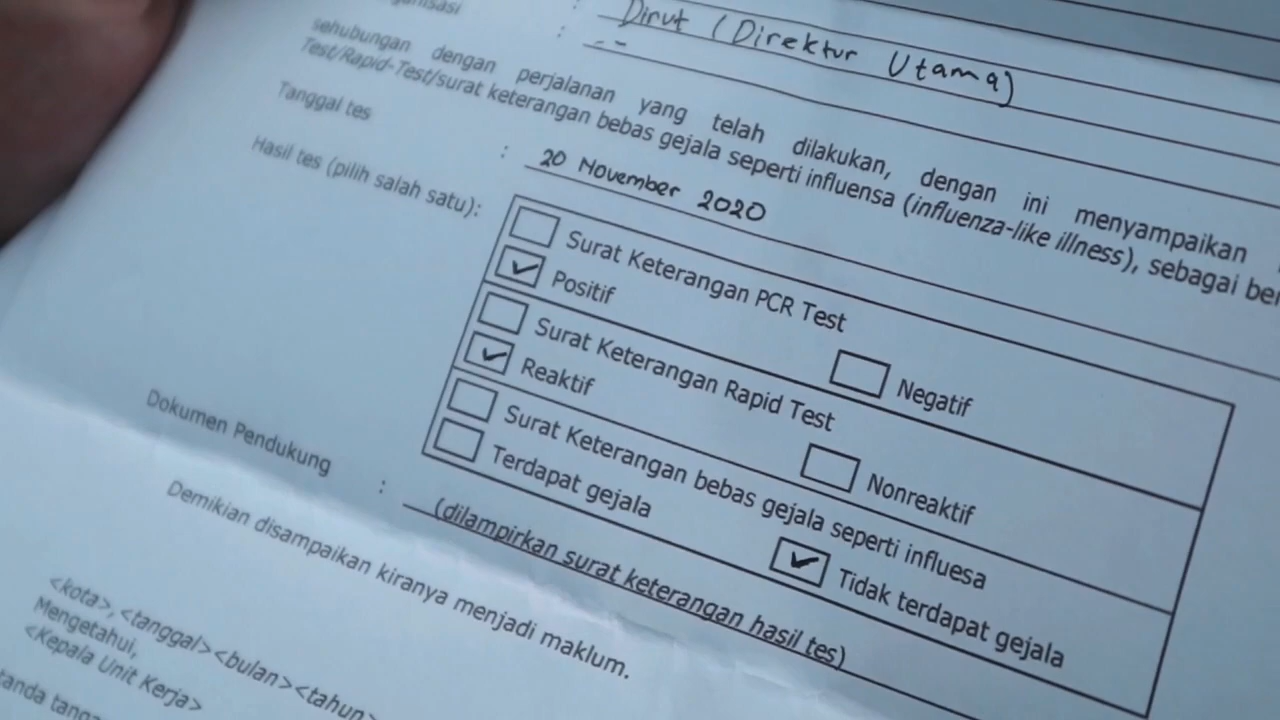 Dirut (Direktur Utama)
: --
sehubungan dengan perjalanan yang telah dilakukan, dengan ini menyampaikan
Test/Rapid-Test/surat keterangan bebas gejala seperti influensa (influenza-like illness), sebagai ber
Tanggal tes : 20 November 2020
Hasil tes (pilih salah satu):
Surat Keterangan PCR Test
Positif Negatif
Surat Keterangan Rapid Test
Reaktif Nonreaktif
Surat Keterangan bebas gejala seperti influesa
Terdapat gejala Tidak terdapat gejala
Dokumen Pendukung : (dilampirkan surat keterangan hasil tes)
Demikian disampaikan kiranya menjadi maklum.
<kota>, <tanggal><bulan><tahun>
Mengetahui,
<Kepala Unit Kerja>